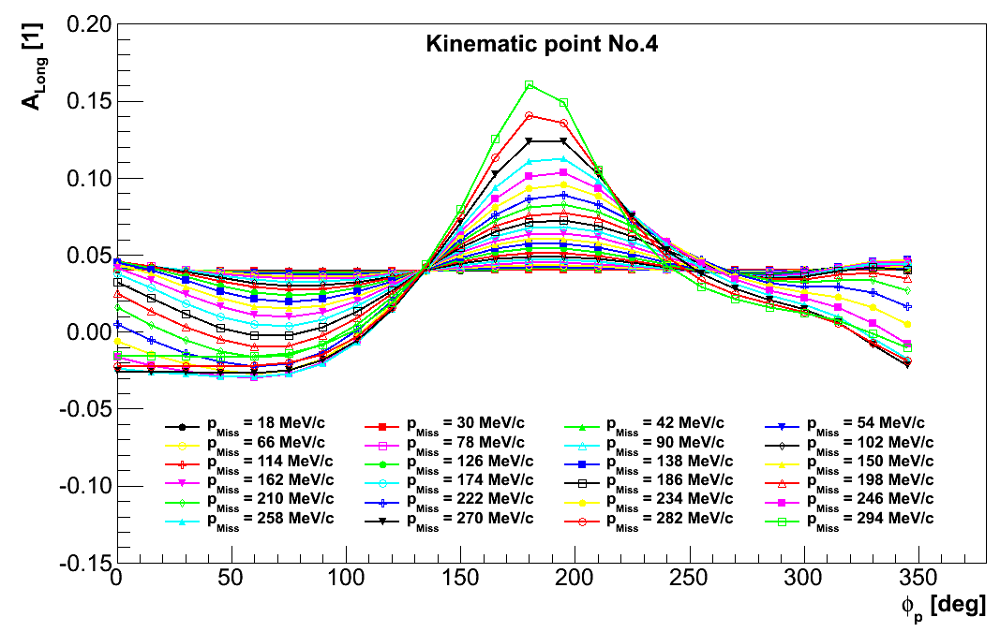 Kinematic point No.4
A_Long [1]
0.20
0.15
0.10
0.05
0.00
-0.05
-0.10
-0.15
p_Miss = 18 MeV/c p_Miss = 30 MeV/c p_Miss = 42 MeV/c p_Miss = 54 MeV/c
p_Miss = 66 MeV/c p_Miss = 78 MeV/c p_Miss = 90 MeV/c p_Miss = 102 MeV/c
p_Miss = 114 MeV/c p_Miss = 126 MeV/c p_Miss = 138 MeV/c p_Miss = 150 MeV/c
p_Miss = 162 MeV/c p_Miss = 174 MeV/c p_Miss = 186 MeV/c p_Miss = 198 MeV/c
p_Miss = 210 MeV/c p_Miss = 222 MeV/c p_Miss = 234 MeV/c p_Miss = 246 MeV/c
p_Miss = 258 MeV/c p_Miss = 270 MeV/c p_Miss = 282 MeV/c p_Miss = 294 MeV/c
0 50 100 150 200 250 300 350
ϕ_p [deg]